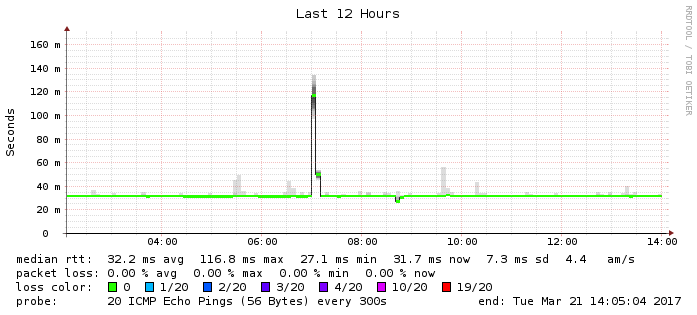 Last 12 Hours
RRDTOOL / TOBI OETIKER
Seconds
160 m
140 m
120 m
100 m
80 m
60 m
40 m
20 m
0
04:00 06:00 08:00 10:00 12:00 14:00
median rtt: 32.2 ms avg 116.8 ms max 27.1 ms min 31.7 ms now 7.3 ms sd 4.4 am/s
packet loss: 0.00 % avg 0.00 % max 0.00 % min 0.00 % now
loss color: 0 1/20 2/20 3/20 4/20 10/20 19/20
probe: 20 ICMP Echo Pings (56 Bytes) every 300s end: Tue Mar 21 14:05:04 2017